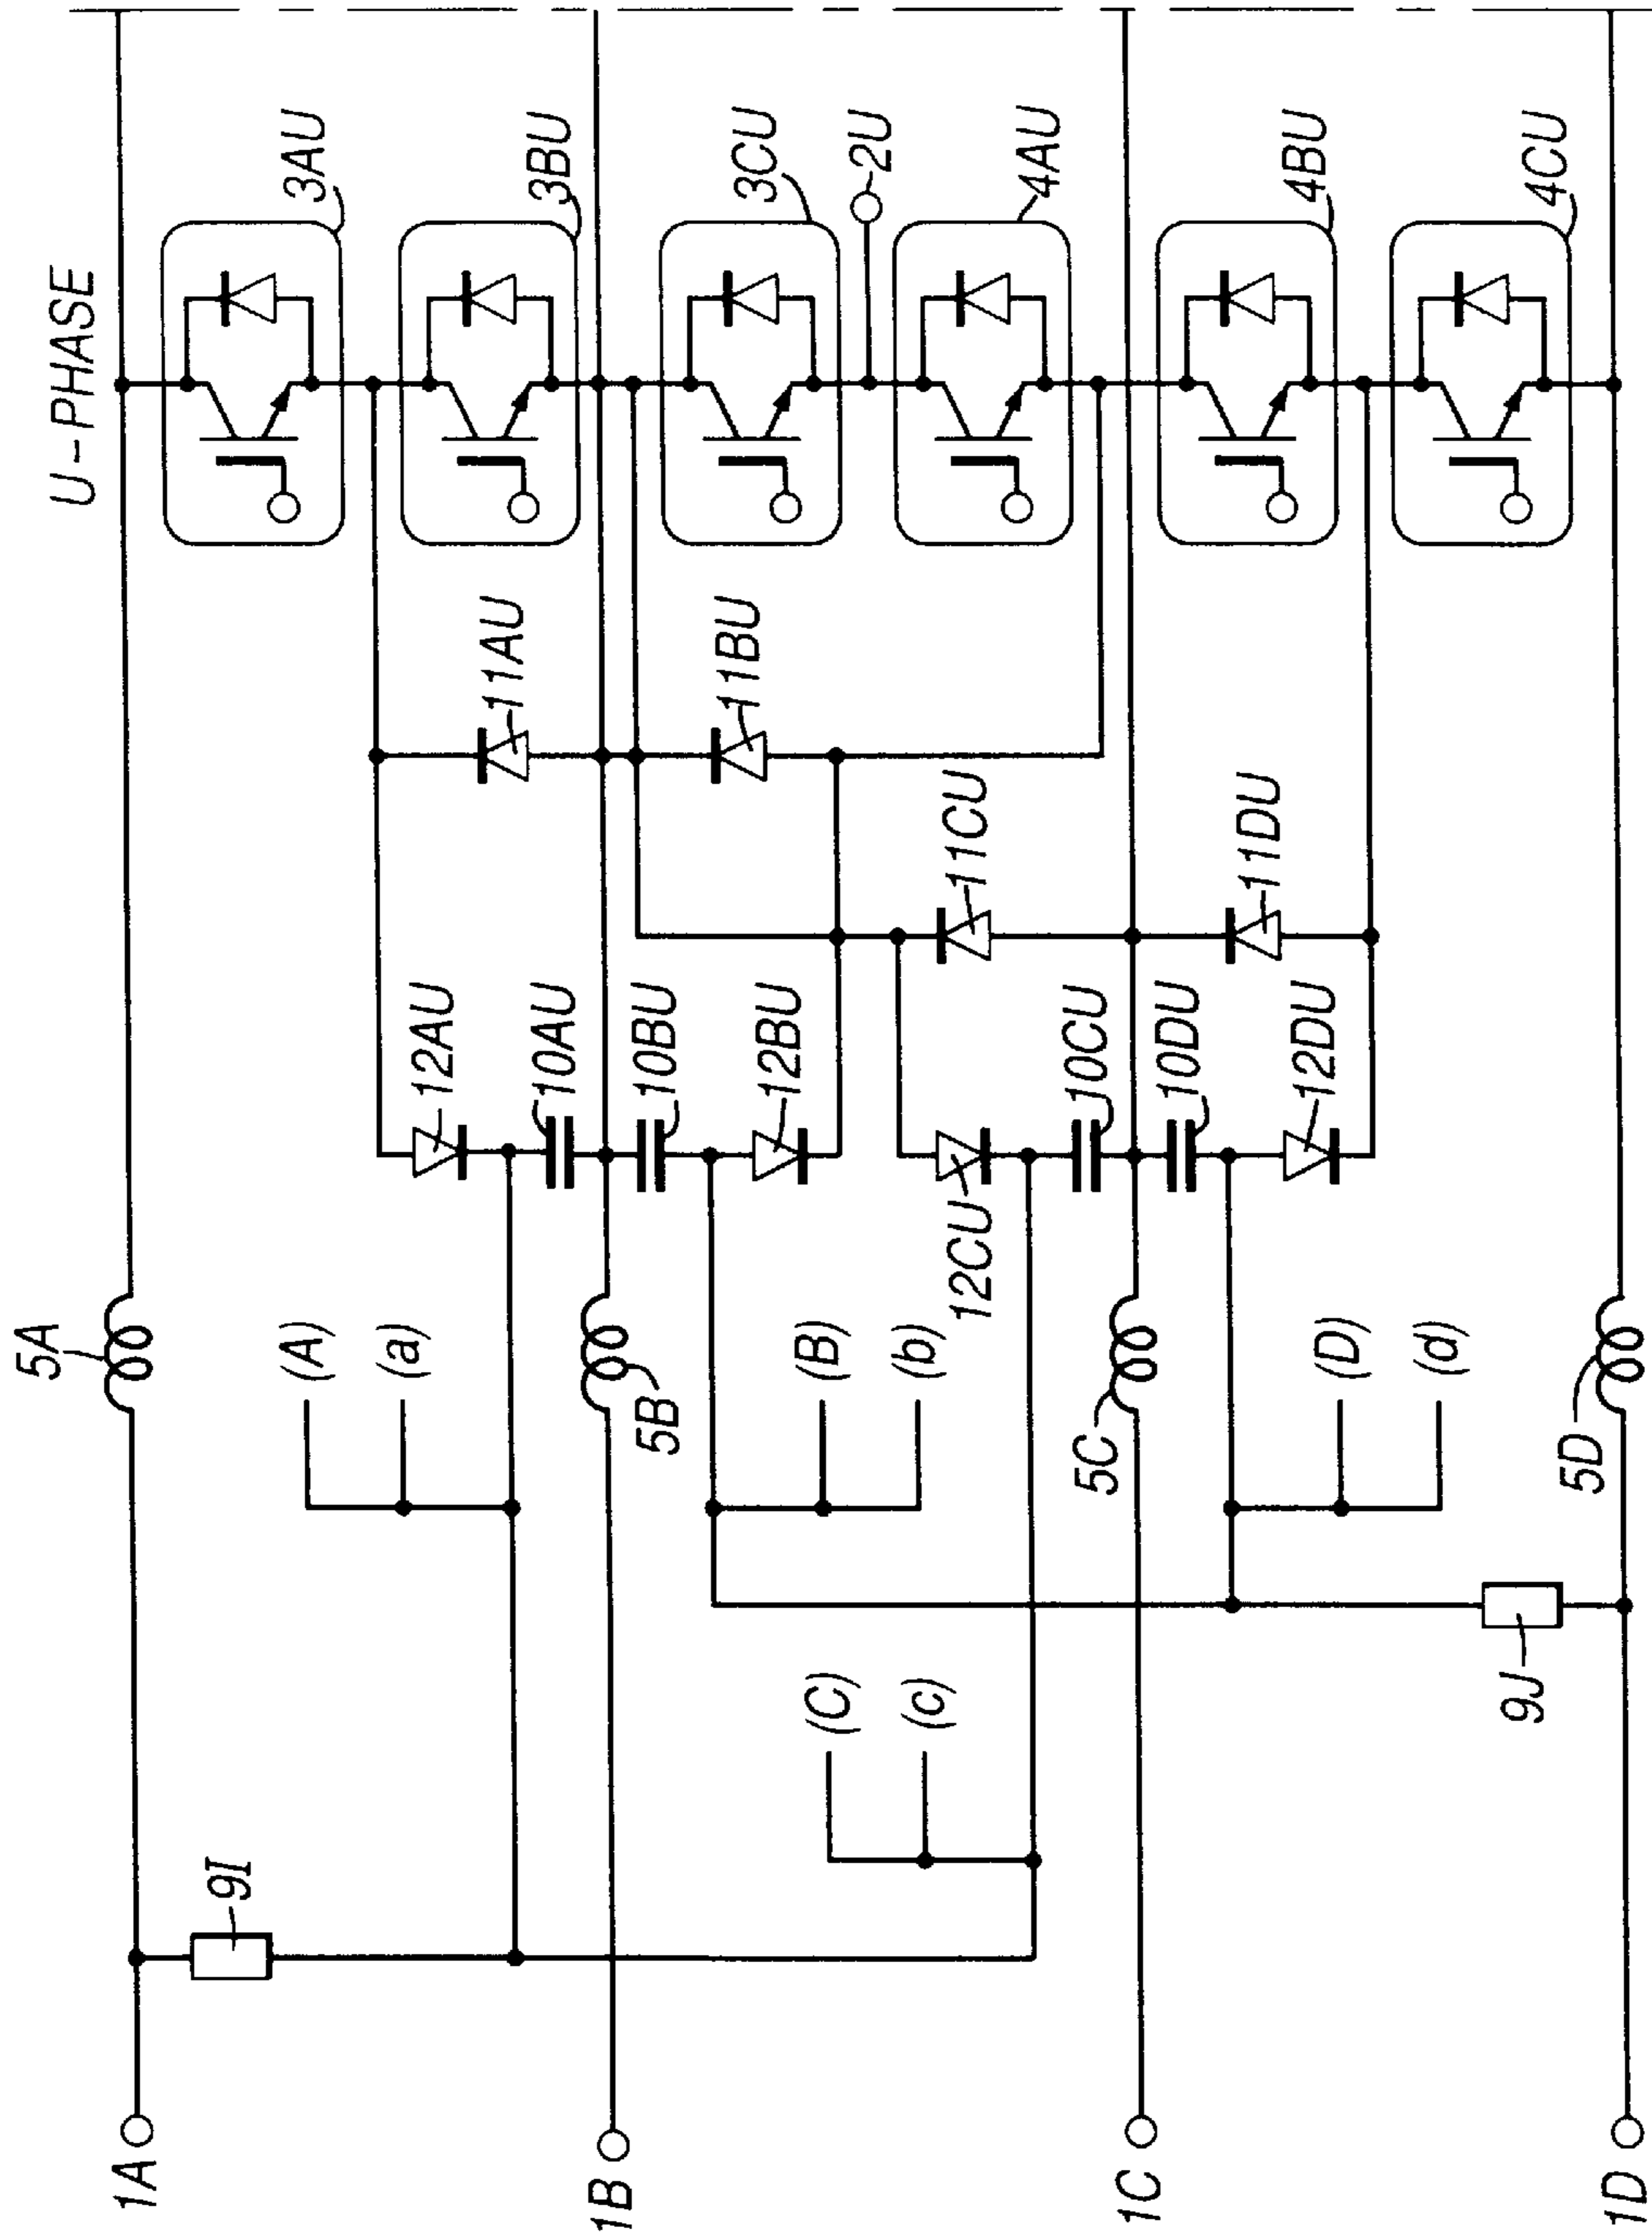 U-PHASE
3AU
3BU
3CU
2U
4AU
4BU
4CU
11AU
11BU
11CU
11DU
12AU
10AU
10BU
12BU
12CU
10CU
10DU
12DU
5A
(A)
(a)
5B
(B)
(b)
5C
(D)
(d)
5D
9I
(C)
(c)
9J
1A
1B
1C
1D